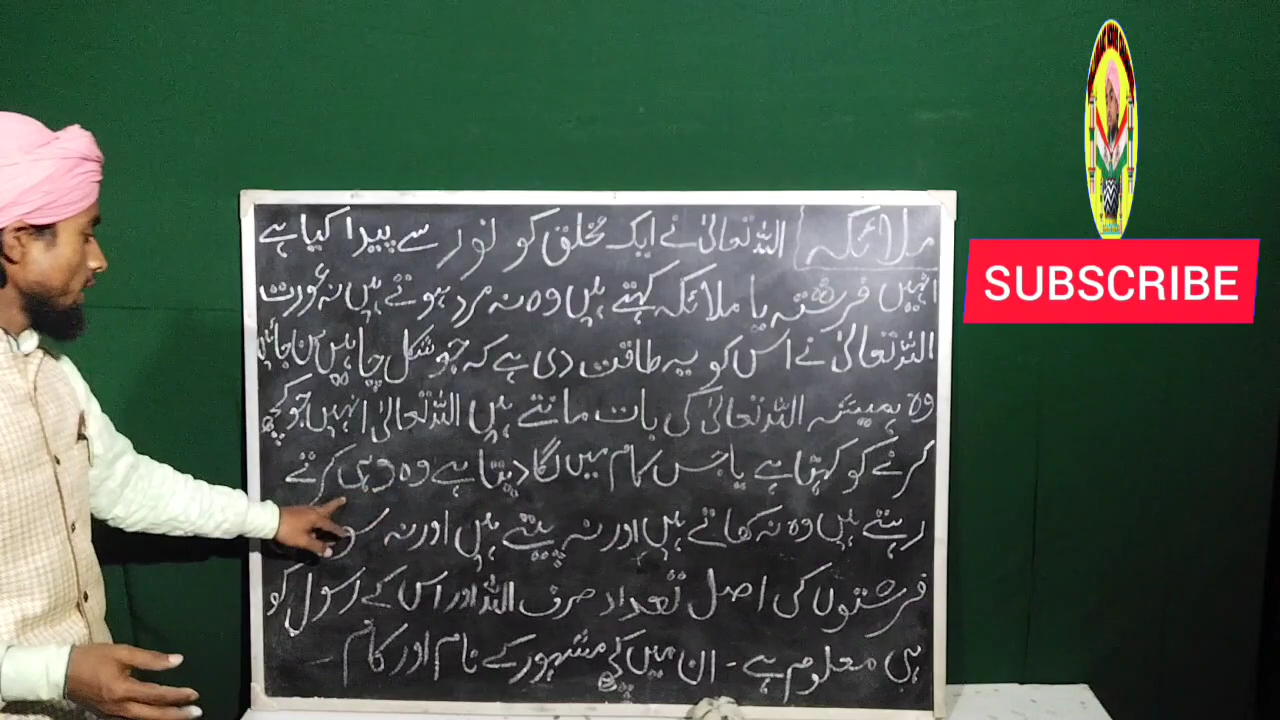 ملائکہ اللہ تعالیٰ نے ایک مخلق کو نور سے پیدا کیا ہے
انہیں فرشتہ یا ملائکہ کہتے ہیں وہ نہ مرد ہوتے ہیں نہ عورت
اللہ تعالیٰ نے اس کو یہ طاقت دی ہے کہ جو شکل چاہیں بن جائیں
وہ ہمیشہ اللہ تعالیٰ کی بات مانتے ہیں اللہ تعالیٰ انہیں جو کچھ
کرنے کو کہتا ہے یا جس کام میں لگا دیتا ہے وہ وہی کرتے
رہتے ہیں وہ نہ کھاتے ہیں اور نہ پیتے ہیں اور نہ
فرشتوں کی اصل تعداد صرف اللہ اور اس کے رسول کو
ہی معلوم ہے - ان میں کچھ مشہور کے نام اور کام -
SUBSCRIBE